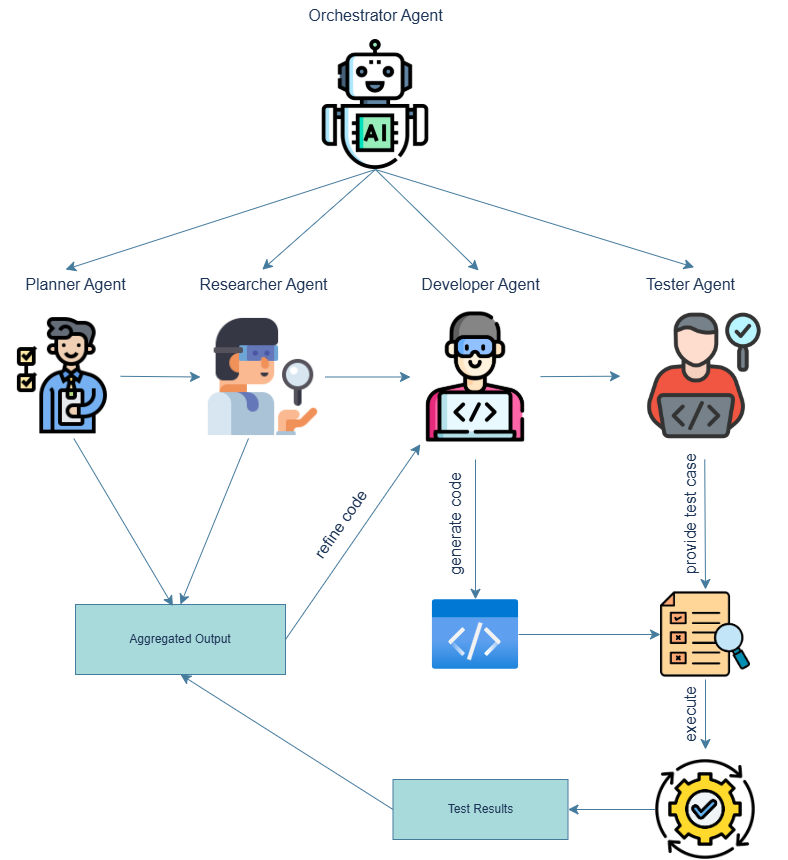 Orchestrator Agent
AI
Planner Agent
Researcher Agent
Developer Agent
Tester Agent
</>
</>
refine code
generate code
provide test case
Aggregated Output
</>
execute
Test Results